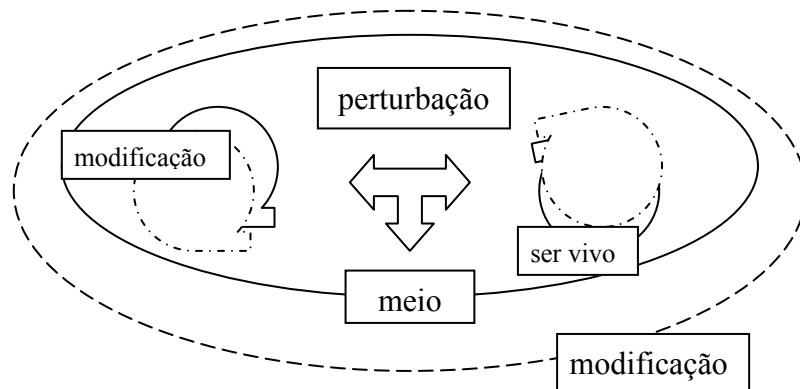 perturbação
modificação
ser vivo
meio
modificação